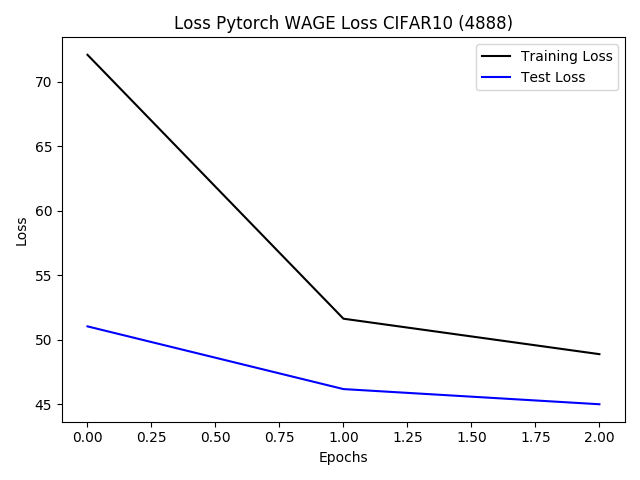 Loss Pytorch WAGE Loss CIFAR10 (4888)
Training Loss
Test Loss
Loss
70
65
60
55
50
45
0.00 0.25 0.50 0.75 1.00 1.25 1.50 1.75 2.00
Epochs